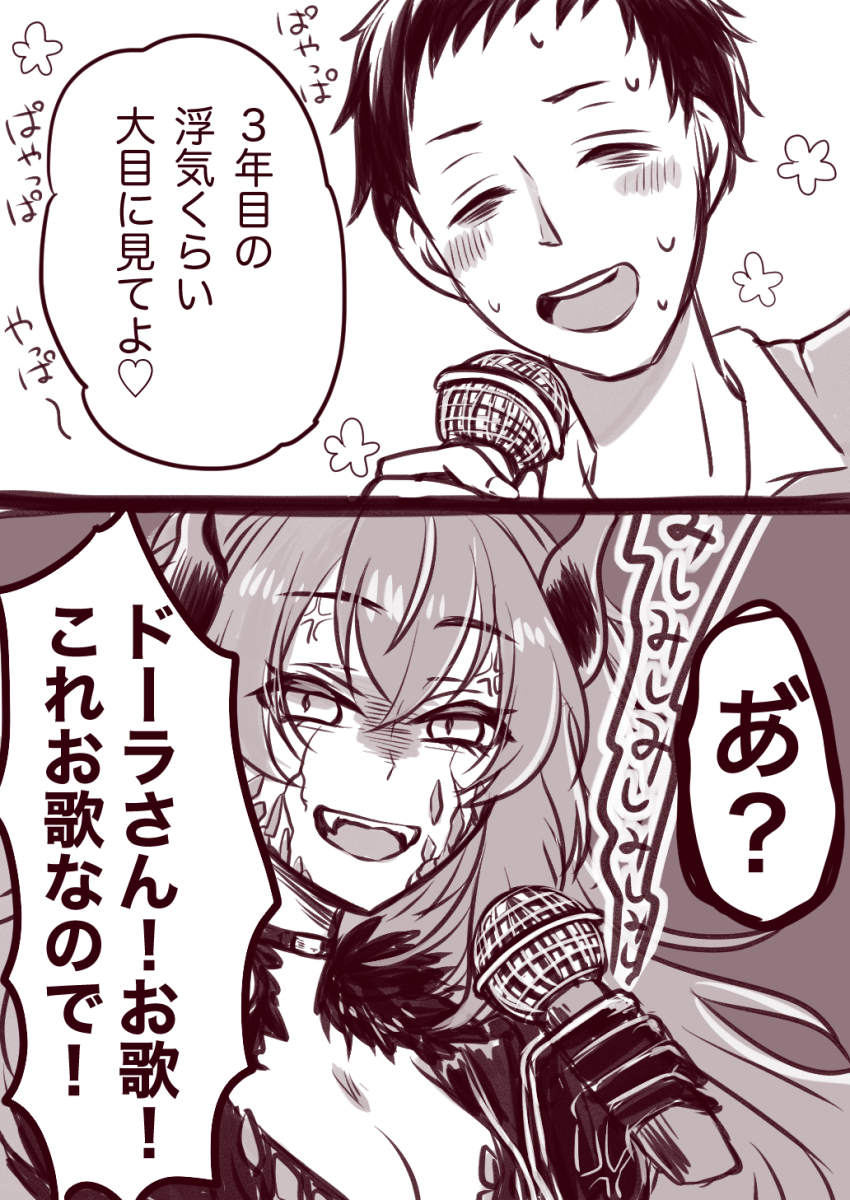 ぱやっぱ
3年目の
浮気くらい
大目に見てよ♡
ぱやっぱ
やっぱ～
あ゛?
みしみしみしみしみし
ドーラさん！お歌！
これお歌なので！